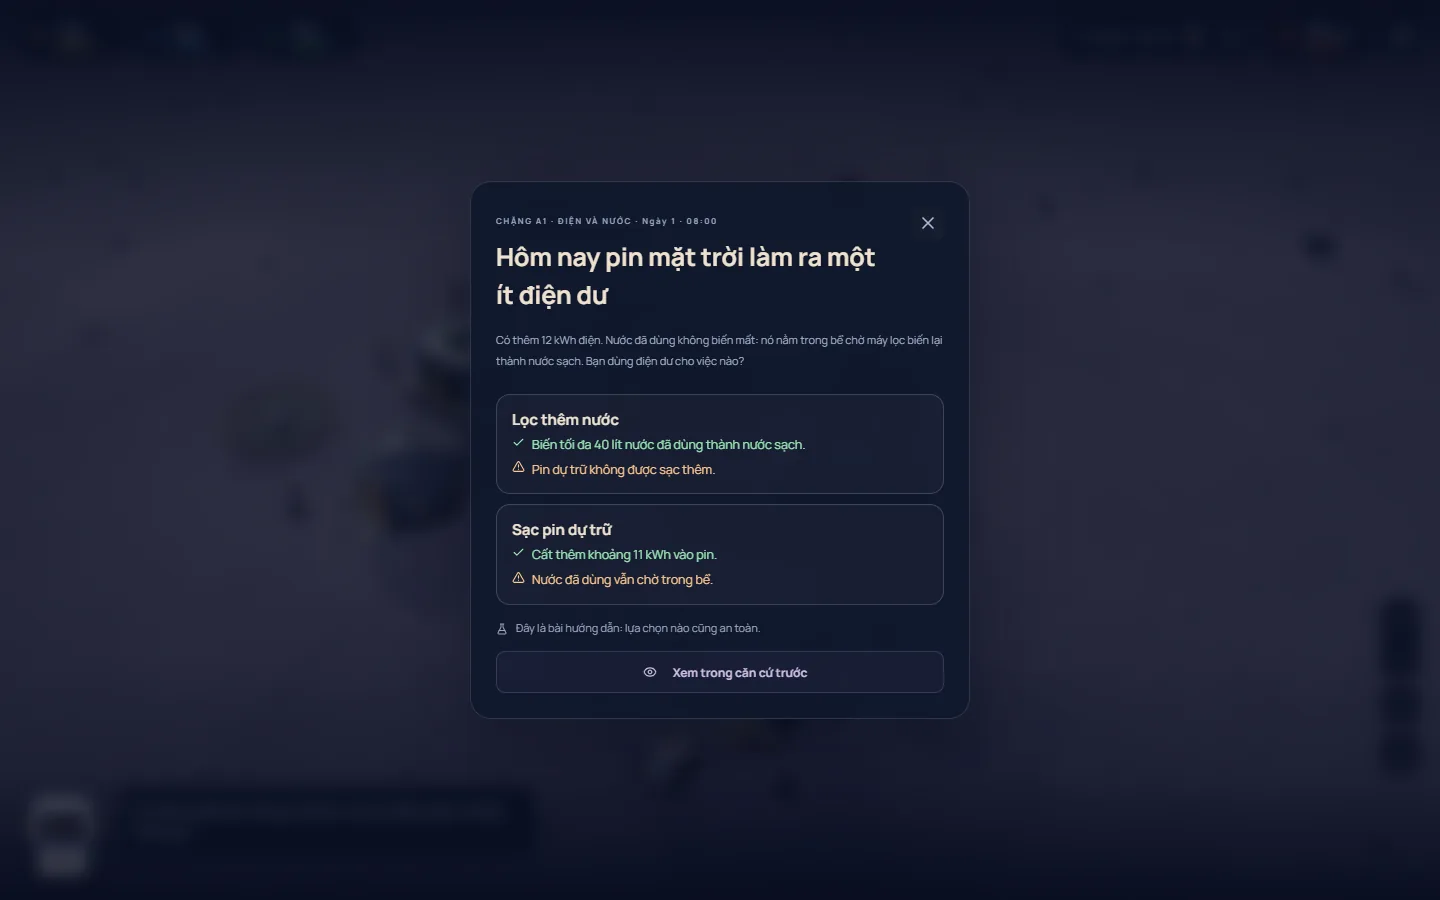 CHẶNG A1 · ĐIỆN VÀ NƯỚC · Ngày 1 · 08:00
Hôm nay pin mặt trời làm ra một
ít điện dư
Có thêm 12 kWh điện. Nước đã dùng không biến mất: nó nằm trong bể chờ máy lọc biến lại
thành nước sạch. Bạn dùng điện dư cho việc nào?
Lọc thêm nước
Biến tối đa 40 lít nước đã dùng thành nước sạch.
Pin dự trữ không được sạc thêm.
Sạc pin dự trữ
Cất thêm khoảng 11 kWh vào pin.
Nước đã dùng vẫn chờ trong bể.
Đây là bài hướng dẫn: lựa chọn nào cũng an toàn.
Xem trong căn cứ trước